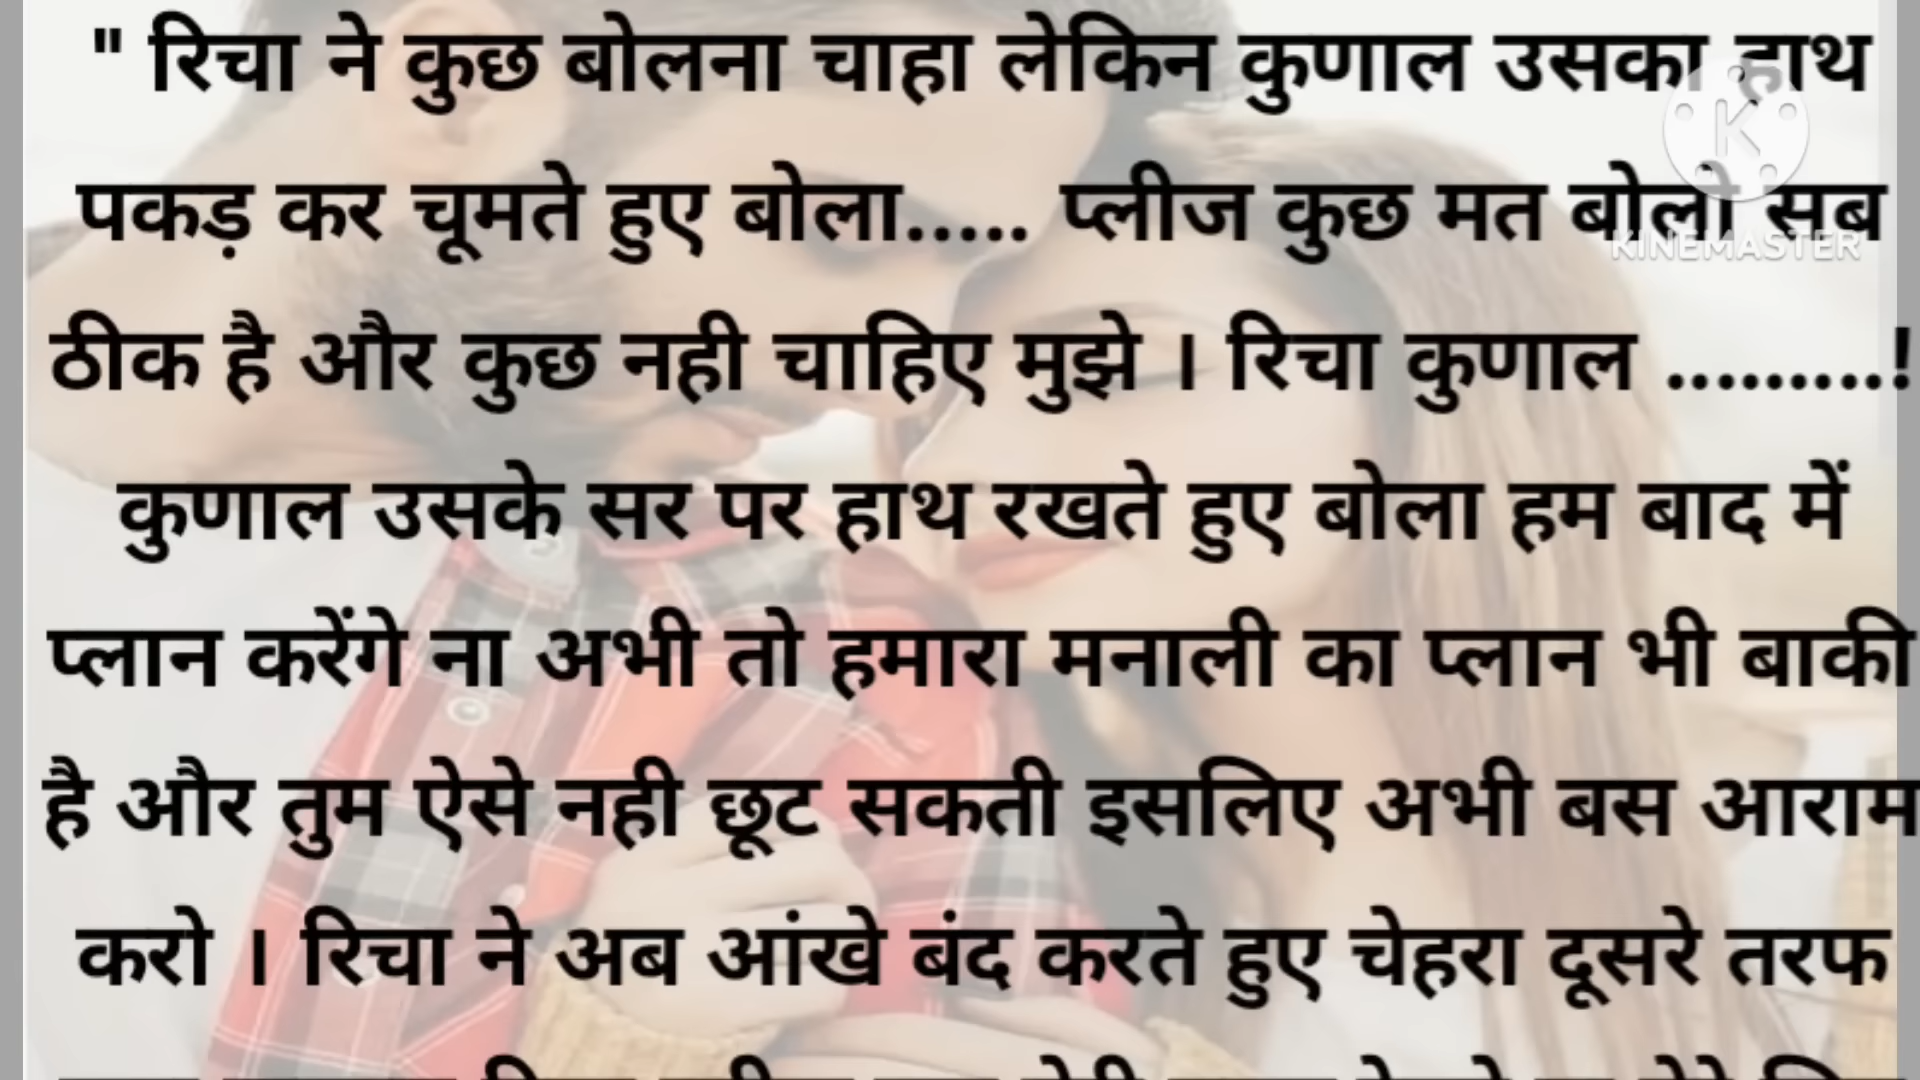 " रिचा ने कुछ बोलना चाहा लेकिन कुणाल उसका हाथ
पकड़ कर चूमते हुए बोला..... प्लीज कुछ मत बोलो सब
KINEMASTER
ठीक है और कुछ नही चाहिए मुझे । रिचा कुणाल .........!
कुणाल उसके सर पर हाथ रखते हुए बोला हम बाद में
प्लान करेंगे ना अभी तो हमारा मनाली का प्लान भी बाकी
है और तुम ऐसे नही छूट सकती इसलिए अभी बस आराम
करो । रिचा ने अब आंखे बंद करते हुए चेहरा दूसरे तरफ